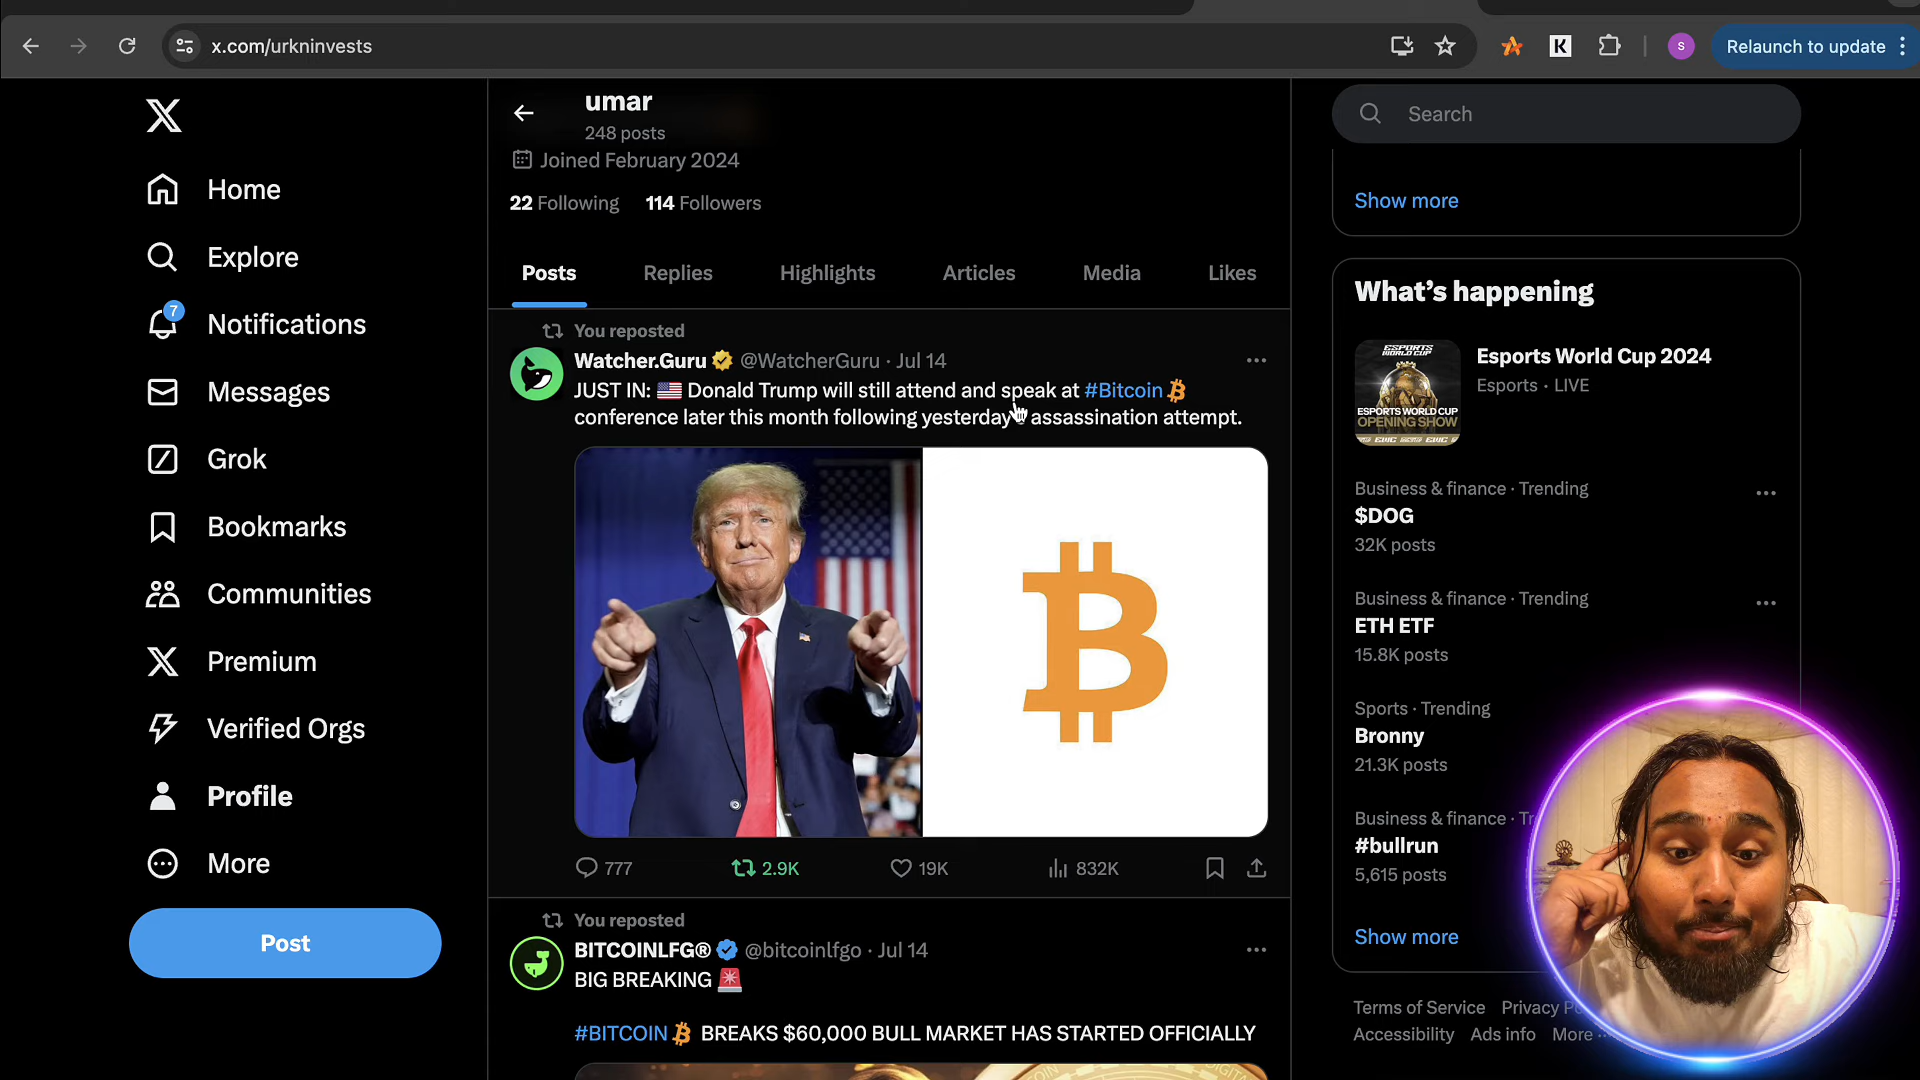 x.com/urkninvests
K
S
Relaunch to update
Home
Explore
7
Notifications
Messages
Grok
Bookmarks
Communities
Premium
Verified Orgs
Profile
More
Post
umar
248 posts
Joined February 2024
22 Following 114 Followers
Posts Replies Highlights Articles Media Likes
You reposted
Watcher.Guru @WatcherGuru · Jul 14
JUST IN: 🇺🇸 Donald Trump will still attend and speak at #Bitcoin
conference later this month following yesterday's assassination attempt.
777 2.9K 19K 832K
You reposted
BITCOINLFG® @bitcoinlfgo · Jul 14
BIG BREAKING 🚨
#BITCOIN BREAKS $60,000 BULL MARKET HAS STARTED OFFICIALLY
Search
Show more
What's happening
ESPORTS
WORLD CUP
ESPORTS WORLD CUP
OPENING SHOW
EWC
Esports World Cup 2024
Esports · LIVE
Business & finance · Trending
$DOG
32K posts
Business & finance · Trending
ETH ETF
15.8K posts
Sports · Trending
Bronny
21.3K posts
Business & finance ·
#bullrun
5,615 posts
Show more
Terms of Service Privacy
Accessibility Ads info More